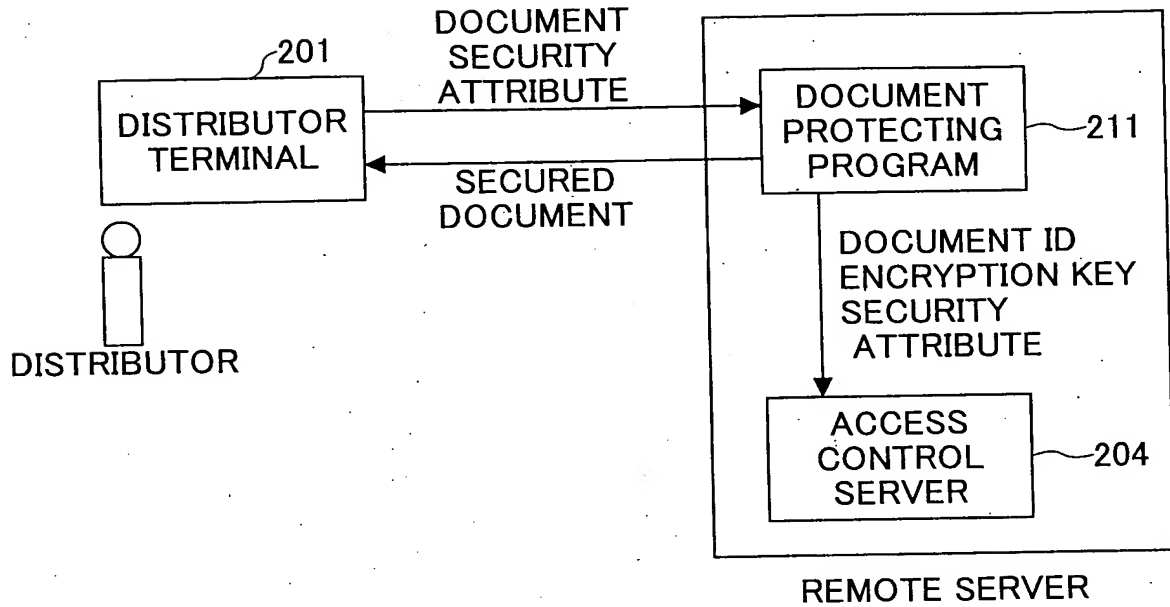 201
DISTRIBUTOR
TERMINAL
DISTRIBUTOR
DOCUMENT
SECURITY
ATTRIBUTE
SECURED
DOCUMENT
DOCUMENT
PROTECTING
PROGRAM
211
DOCUMENT ID
ENCRYPTION KEY
SECURITY
ATTRIBUTE
ACCESS
CONTROL
SERVER
204
REMOTE SERVER